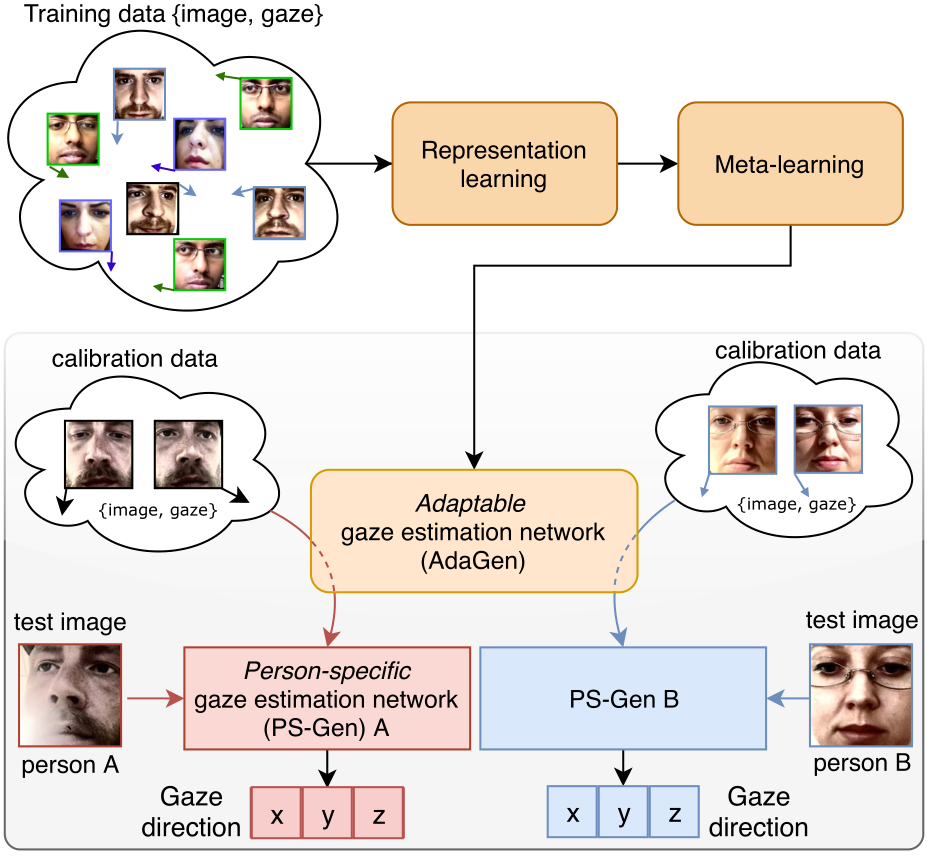 Training data {image, gaze}
Representation
learning
Meta-learning
calibration data
{image, gaze}
calibration data
{image, gaze}
Adaptable
gaze estimation network
(AdaGen)
test image
person A
Person-specific
gaze estimation network
(PS-Gen) A
PS-Gen B
test image
person B
Gaze
direction
x y z
x y z
Gaze
direction